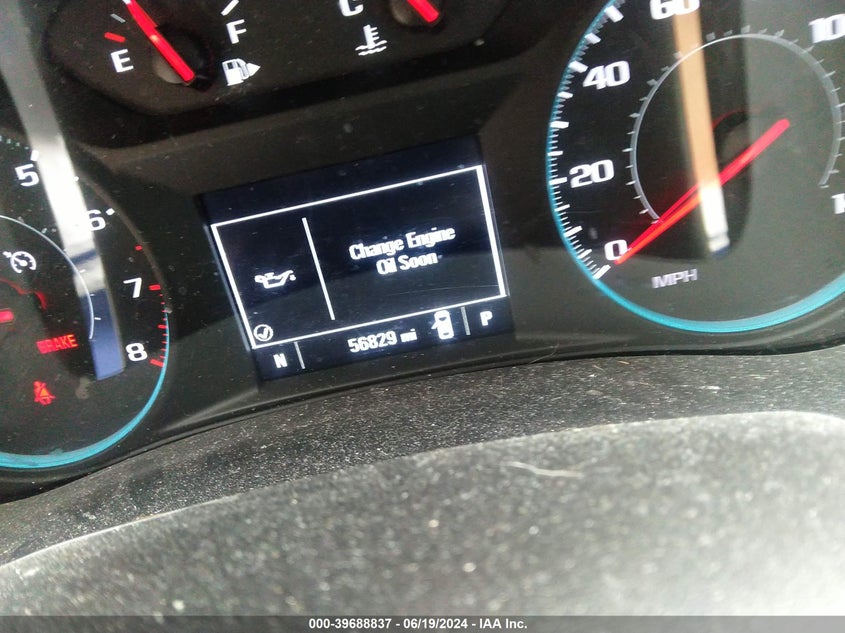 E
F
C
5
6
7
8
BRAKE
Change Engine
Oil Soon
N
56829 mi
P
0
20
40
60
MPH
000-39688837 - 06/19/2024 - IAA Inc.